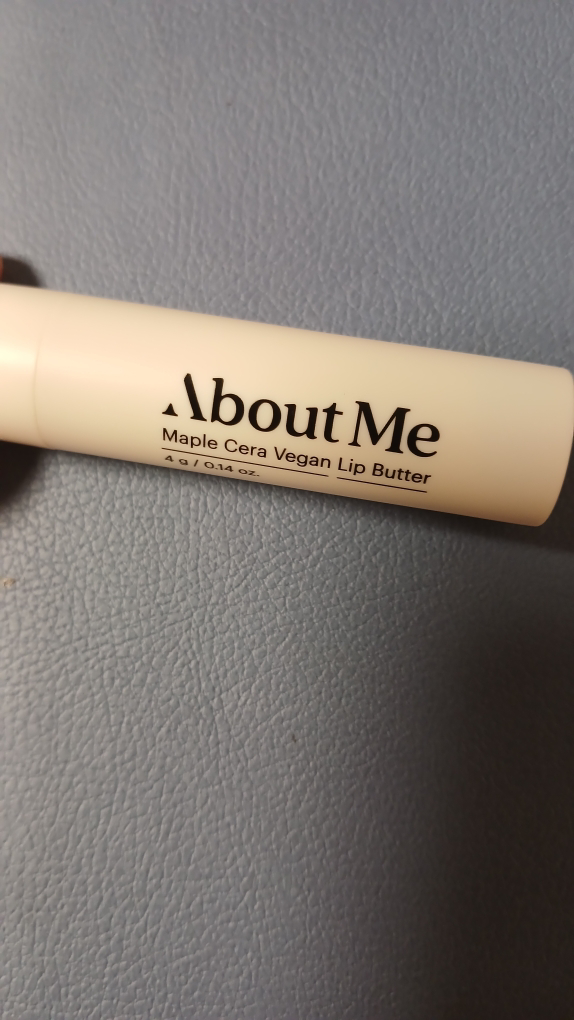 About Me
Maple Cera Vegan Lip Butter
4 g / 0.14 oz.